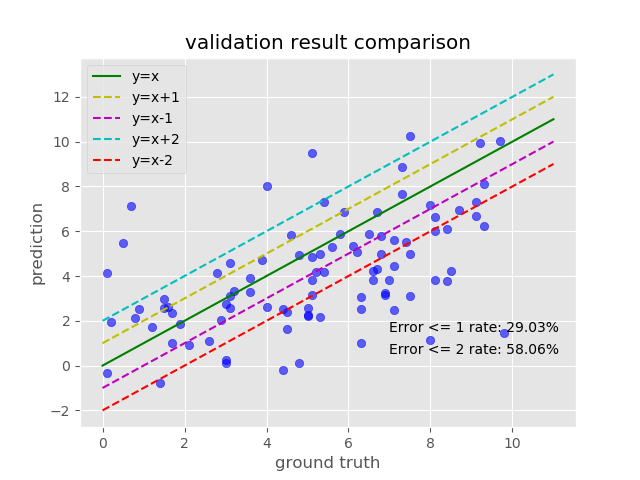 validation result comparison
y=x
y=x+1
y=x-1
y=x+2
y=x-2
12
10
8
6
4
2
0
−2
prediction
Error <= 1 rate: 29.03%
Error <= 2 rate: 58.06%
0 2 4 6 8 10
ground truth